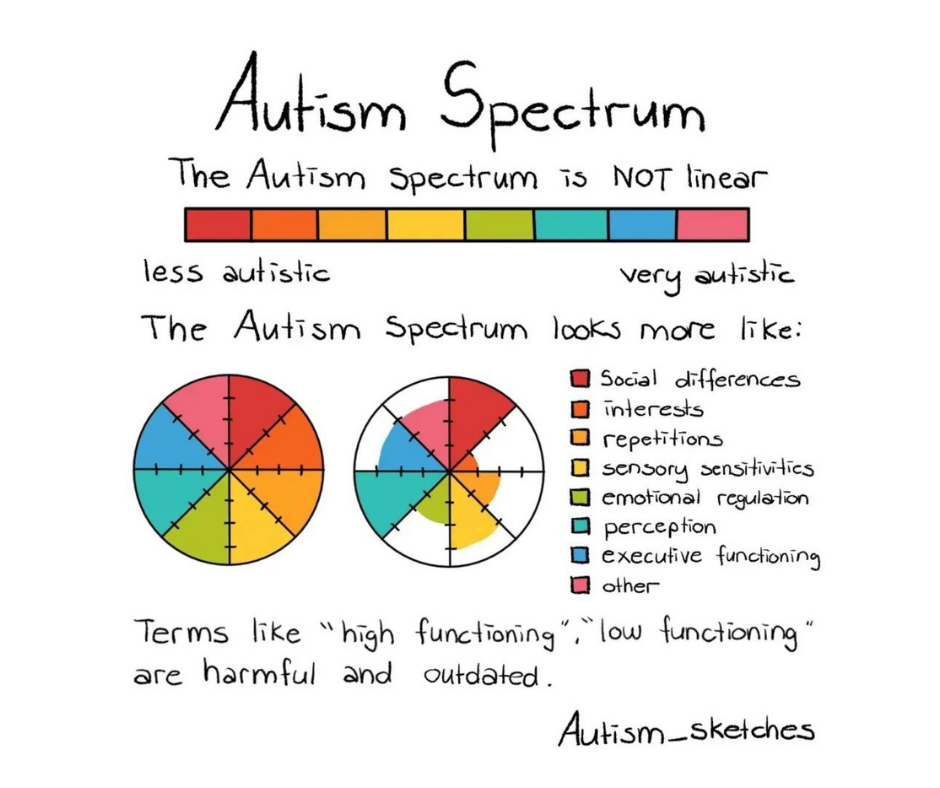 Autism Spectrum
The Autism Spectrum is NOT linear
less autistic
very autistic
The Autism Spectrum looks more like:
Social differences
interests
repetitions
sensory sensitivitics
emotional regulation
perception
executive functioning
other
Terms like "high functioning", "low functioning"
are harmful and outdated.
Autism_sketches